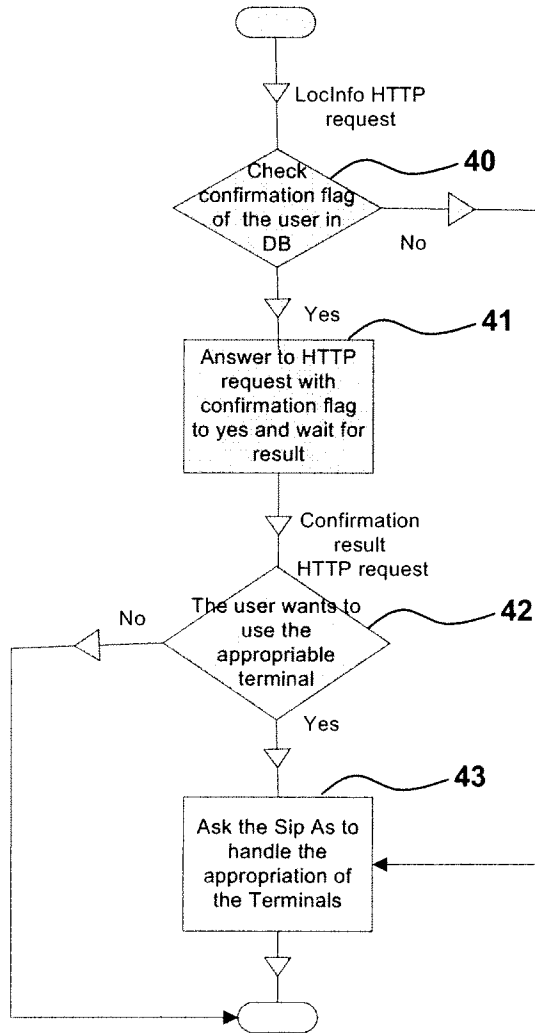 LocInfo HTTP
request
40
Check
confirmation flag
of the user in
DB
No
Yes
41
Answer to HTTP
request with
confirmation flag
to yes and wait for
result
Confirmation
result
HTTP request
No
The user wants to
use the
appropriable
terminal
42
Yes
43
Ask the Sip As to
handle the
appropriation of
the Terminals